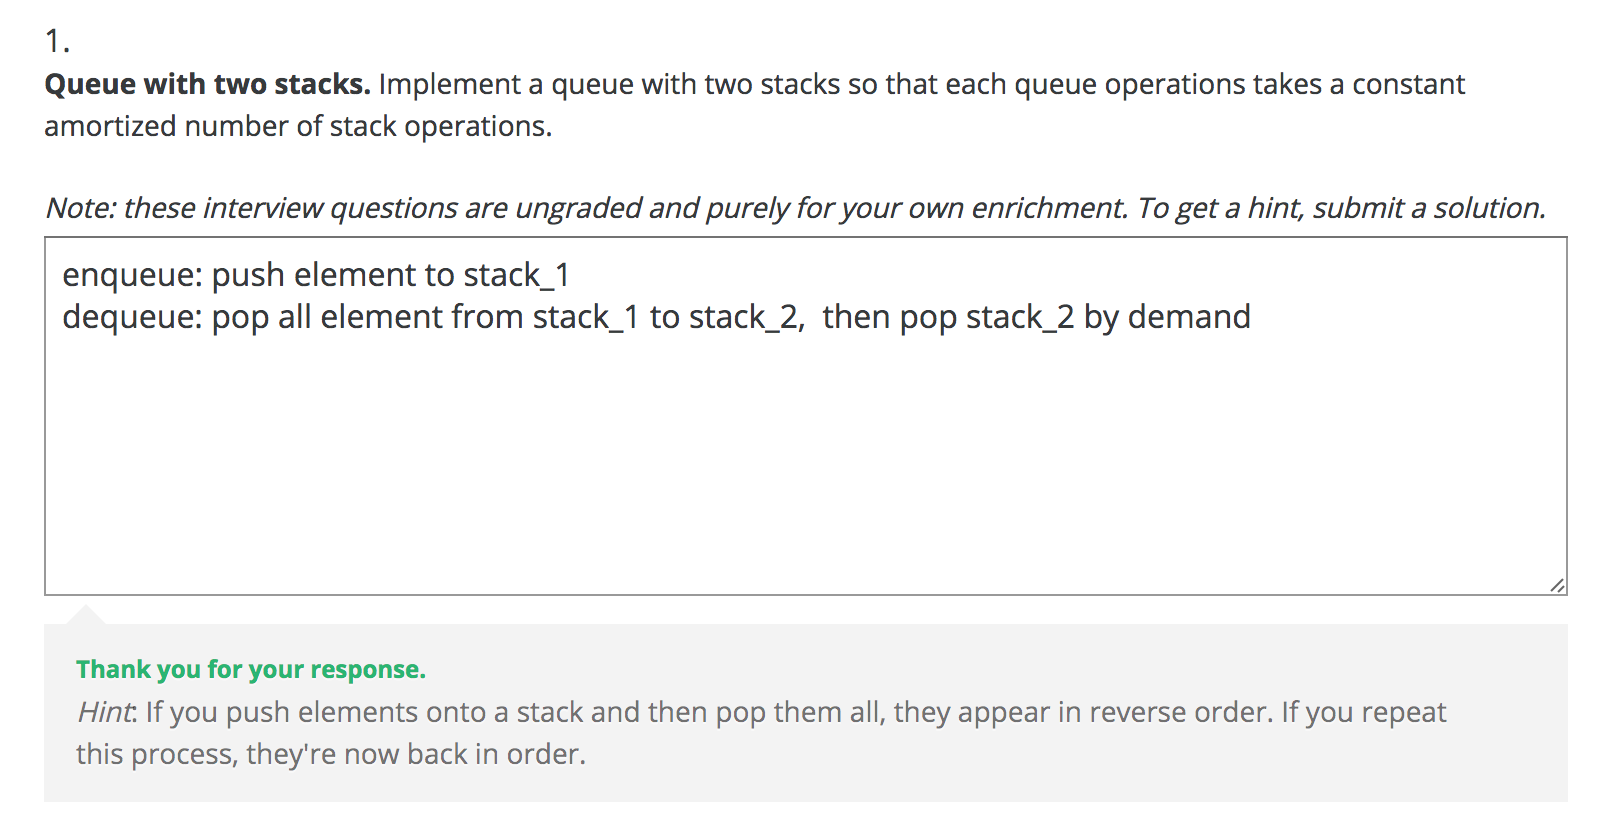 1.
Queue with two stacks. Implement a queue with two stacks so that each queue operations takes a constant
amortized number of stack operations.
Note: these interview questions are ungraded and purely for your own enrichment. To get a hint, submit a solution.
enqueue: push element to stack_1
dequeue: pop all element from stack_1 to stack_2,  then pop stack_2 by demand
Thank you for your response.
Hint: If you push elements onto a stack and then pop them all, they appear in reverse order. If you repeat
this process, they're now back in order.